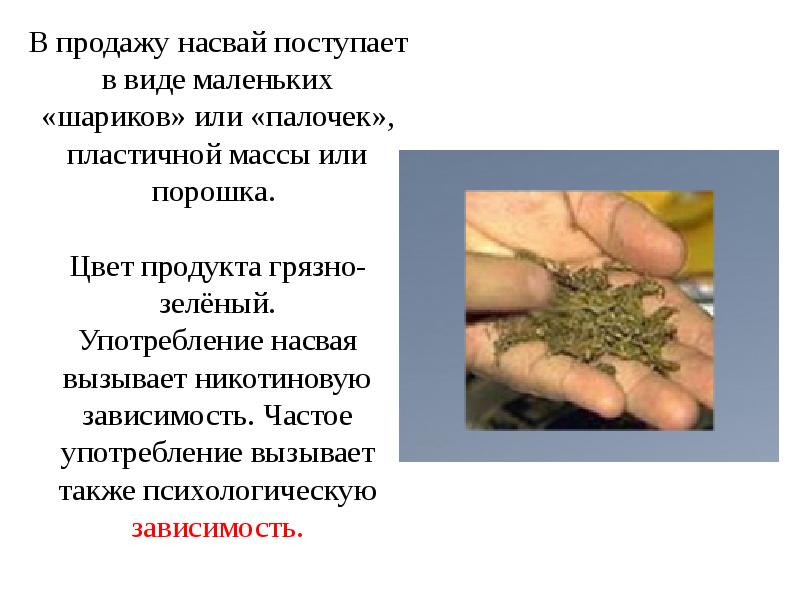 В продажу насвай поступает
в виде маленьких
«шариков» или «палочек»,
пластичной массы или
порошка.
Цвет продукта грязно-
зелёный.
Употребление насвая
вызывает никотиновую
зависимость. Частое
употребление вызывает
также психологическую
зависимость.